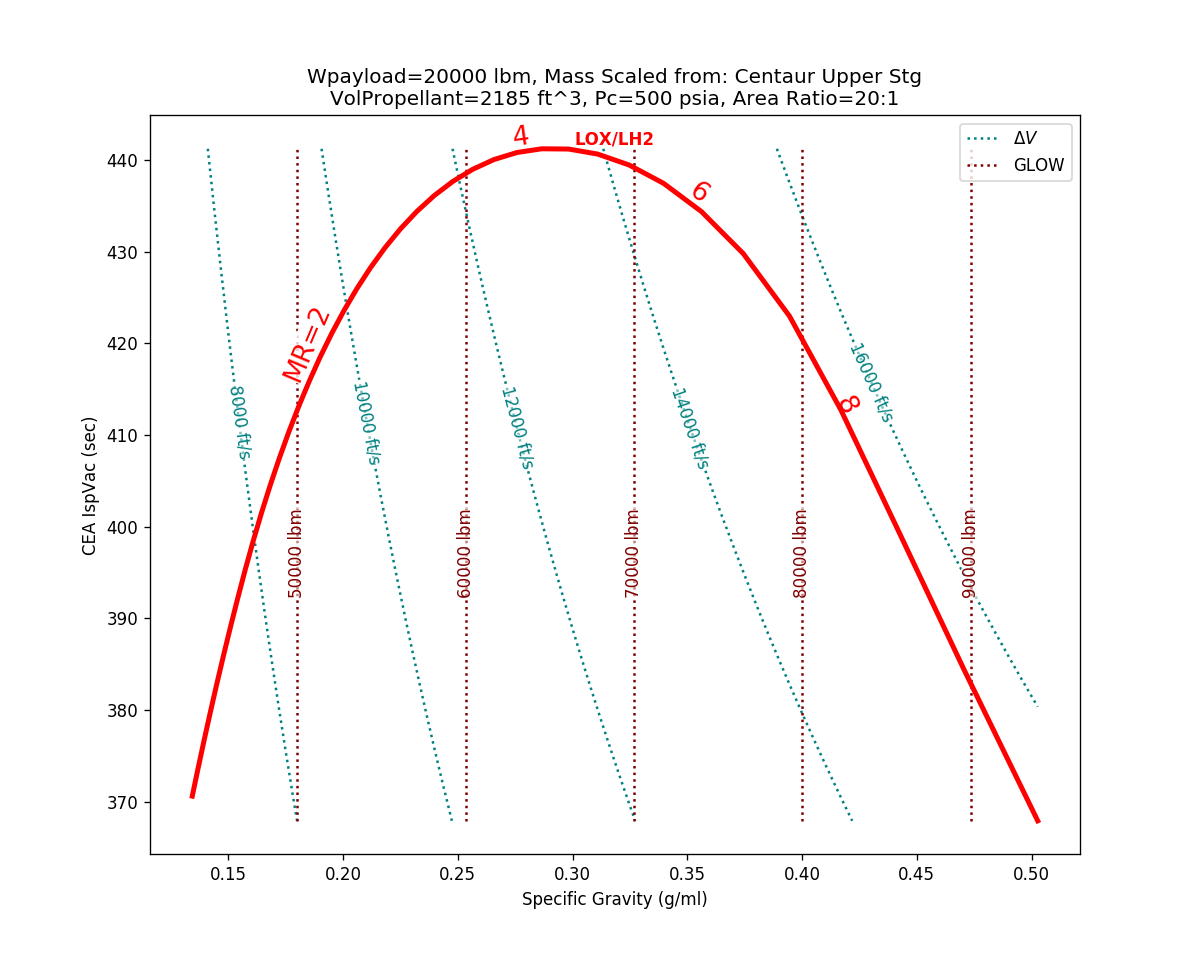 Wpayload=20000 lbm, Mass Scaled from: Centaur Upper Stg
VolPropellant=2185 ft^3, Pc=500 psia, Area Ratio=20:1
ΔV
GLOW
4
LOX/LH2
6
MR=2
8
8000 ft/s
10000 ft/s
12000 ft/s
14000 ft/s
16000 ft/s
50000 lbm
60000 lbm
70000 lbm
80000 lbm
90000 lbm
CEA IspVac (sec)
440
430
420
410
400
390
380
370
0.15
0.20
0.25
0.30
0.35
0.40
0.45
0.50
Specific Gravity (g/ml)